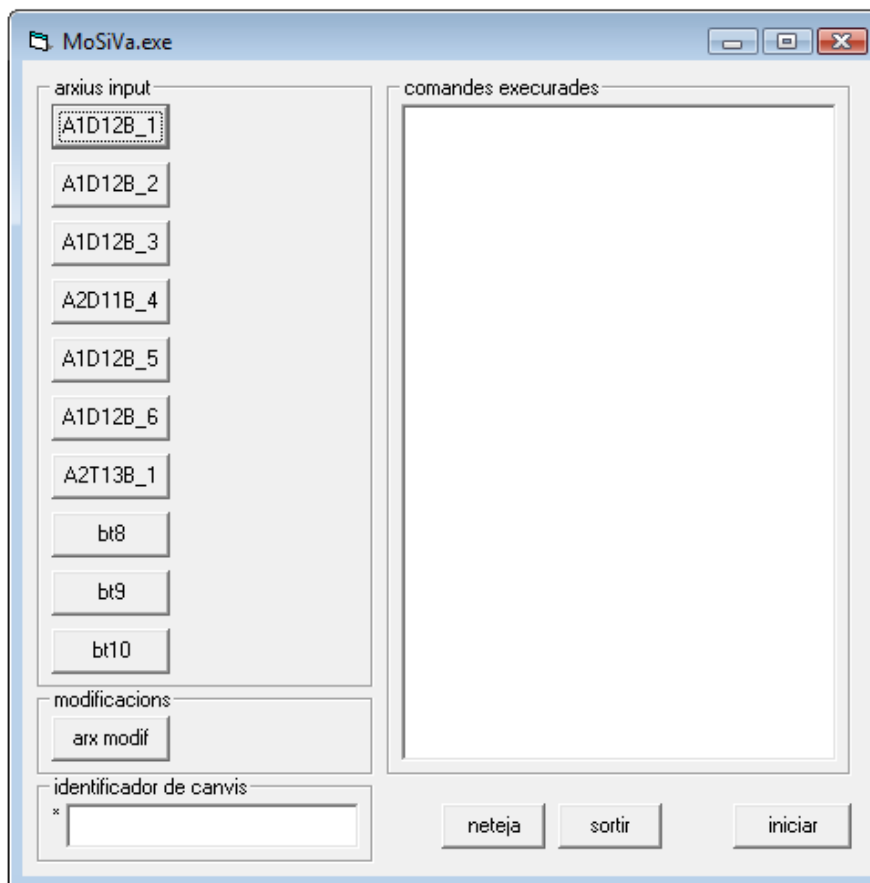 MoSiVa.exe
arxius input
A1D12B_1
A1D12B_2
A1D12B_3
A2D11B_4
A1D12B_5
A1D12B_6
A2T13B_1
bt8
bt9
bt10
modificacions
arx modif
identificador de canvis
*
comandes execurades
neteja
sortir
iniciar